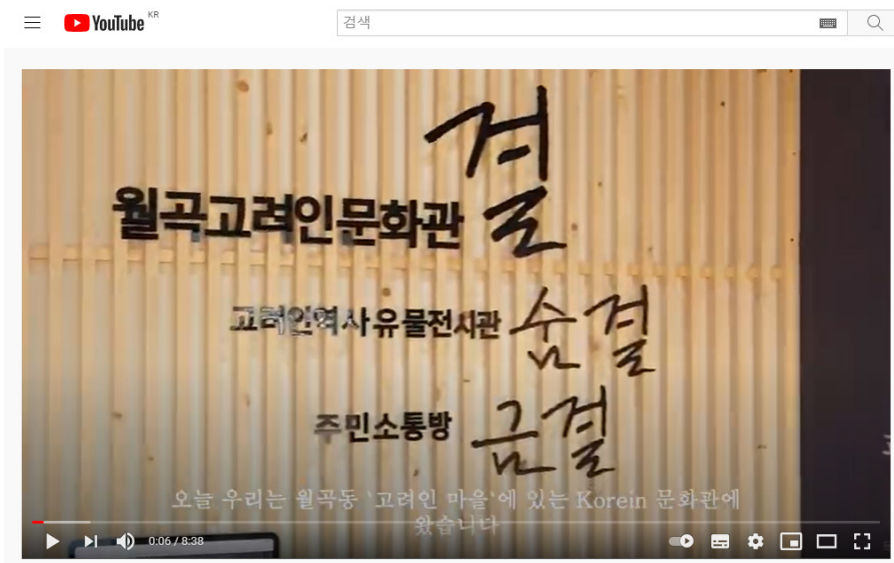 YouTube KR
검색
결
월곡고려인문화관
고려인역사유물전시관 숨결
주민소통방 금결
오늘 우리는 월곡동 '고려인 마을'에 있는 Korein 문화관에
왔습니다
0:06 / 8:38